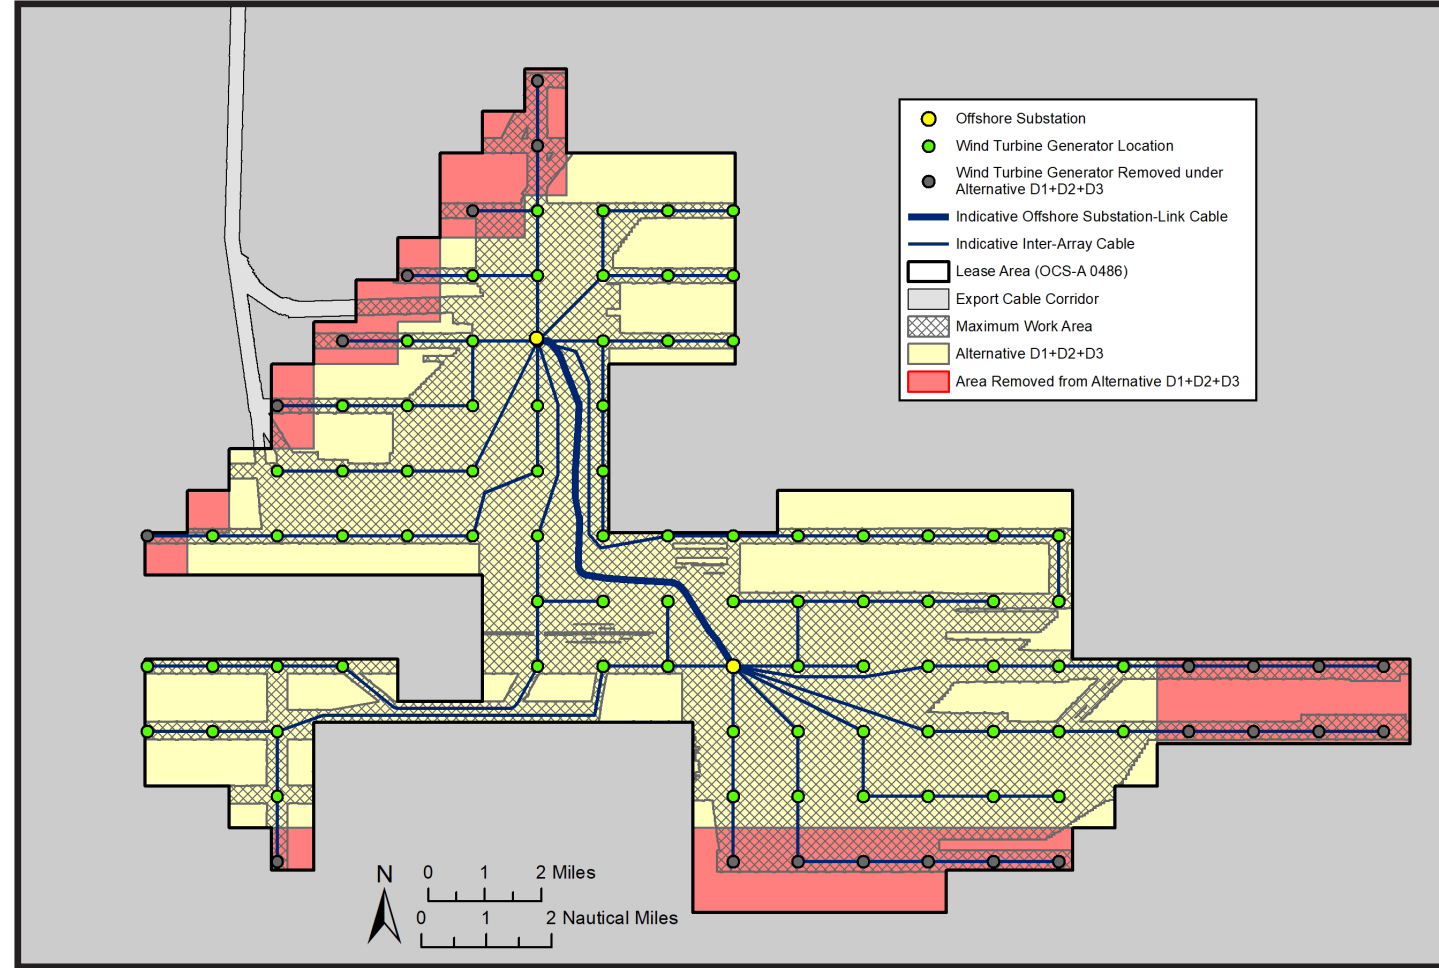 Offshore Substation
Wind Turbine Generator Location
Wind Turbine Generator Removed under
Alternative D1+D2+D3
Indicative Offshore Substation-Link Cable
Indicative Inter-Array Cable
Lease Area (OCS-A 0486)
Export Cable Corridor
Maximum Work Area
Alternative D1+D2+D3
Area Removed from Alternative D1+D2+D3
N
0 1 2 Miles
0 1 2 Nautical Miles